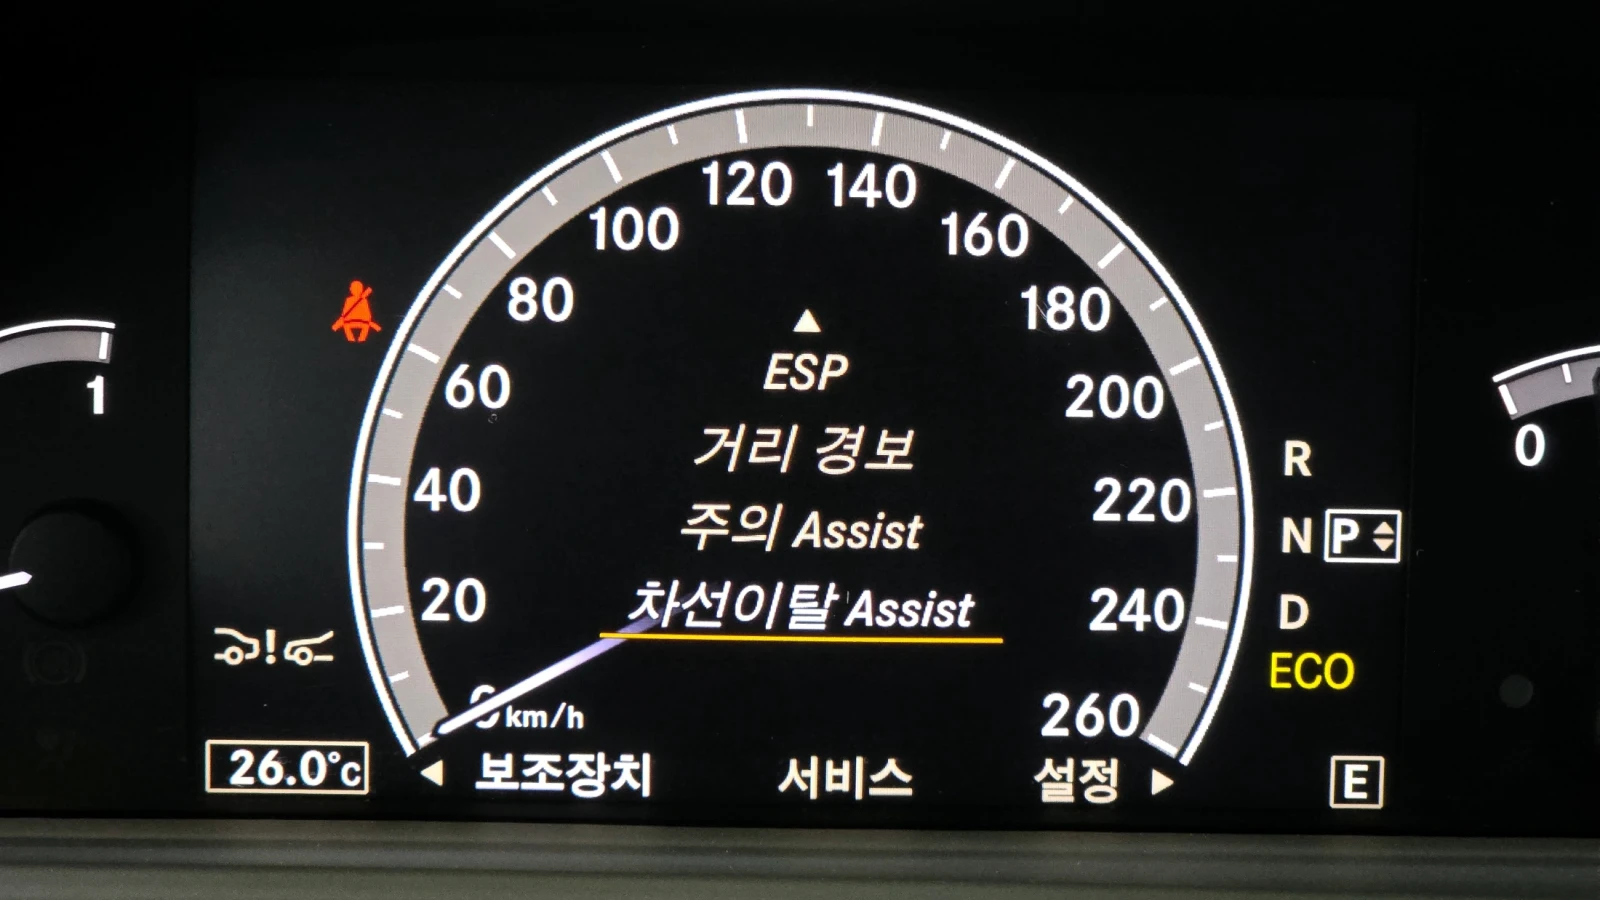 120 140
100 160
80 180
ESP
60 200
1
거리 경보
0
R
40 220
주의 Assist
N P
20 240
차선이탈 Assist
D
ECO
0 km/h
260
26.0°C
보조장치 서비스 설정
E